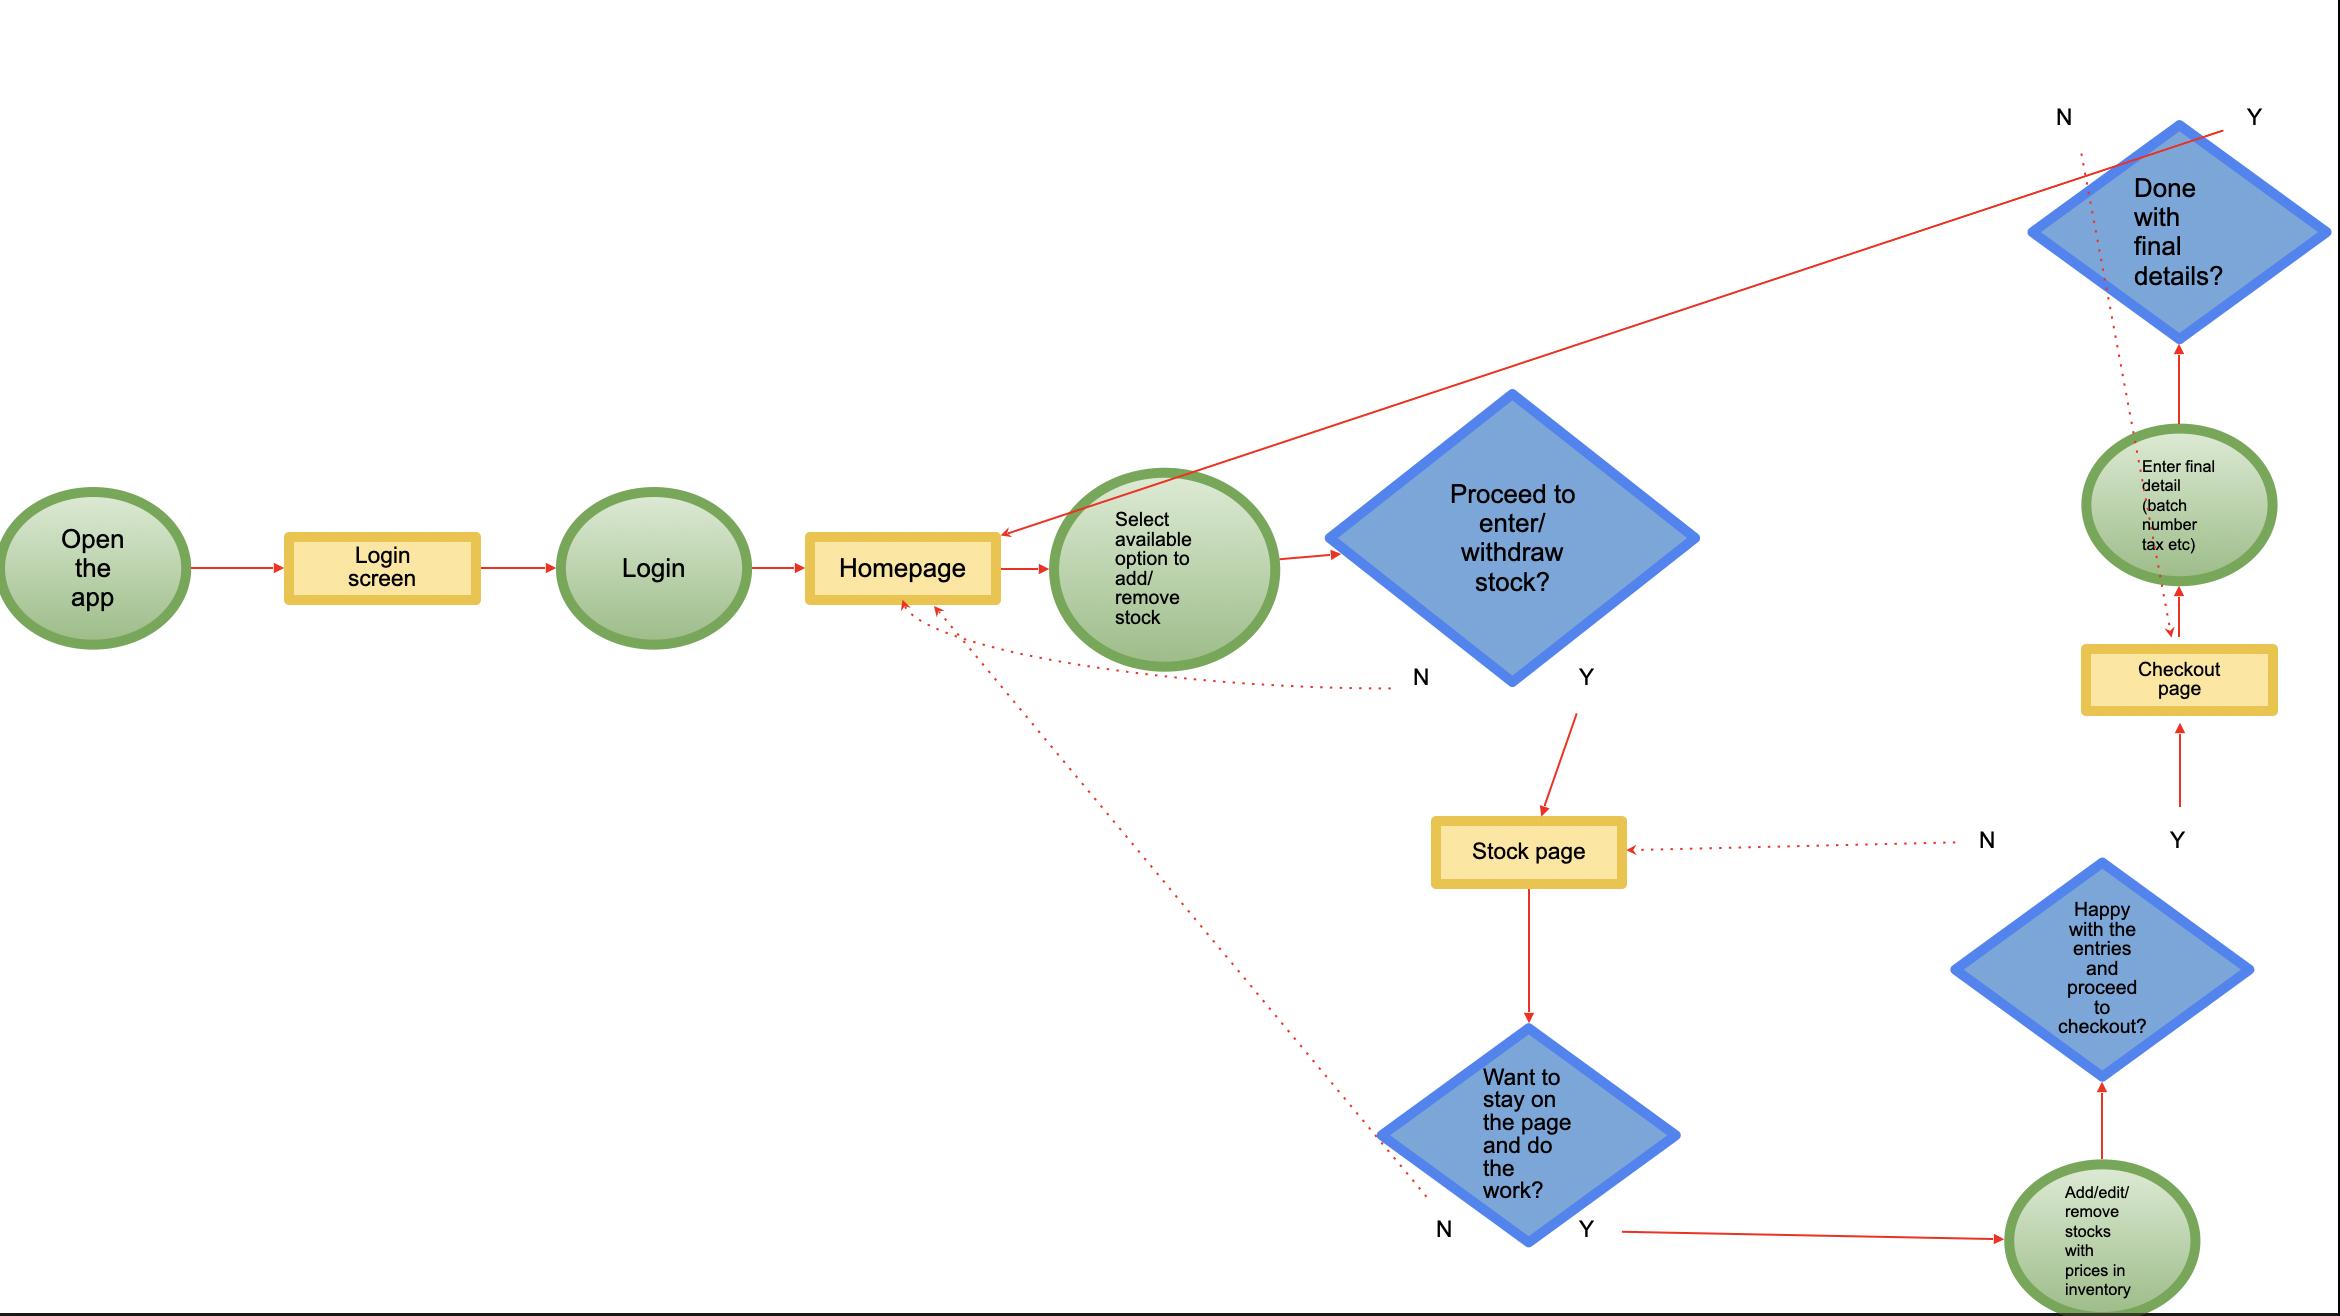 Open
the
app
Login
screen
Login
Homepage
Select
available
option to
add/
remove
stock
Proceed to
enter/
withdraw
stock?
N
Y
Stock page
Want to
stay on
the page
and do
the
work?
N
Y
Add/edit/
remove
stocks
with
prices in
inventory
Happy
with the
entries
and
proceed
to
checkout?
N
Y
Checkout
page
Enter final
detail
(batch
number
tax etc)
Done
with
final
details?
N
Y